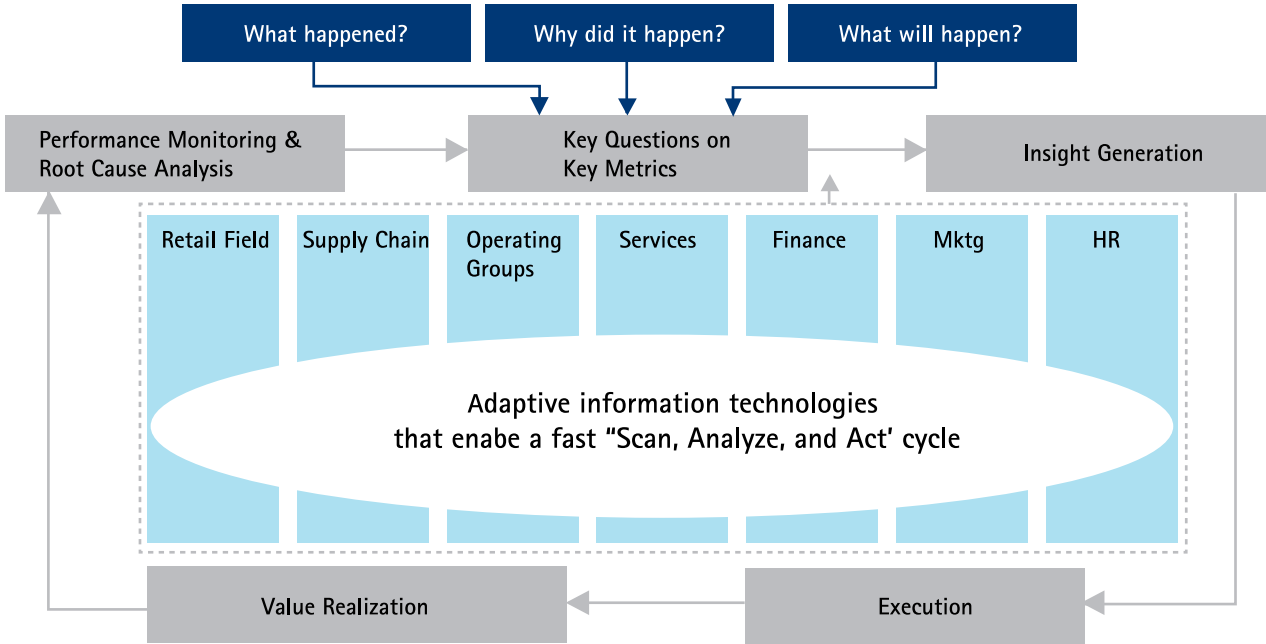 What happened?
Why did it happen?
What will happen?
Performance Monitoring &
Root Cause Analysis
Key Questions on
Key Metrics
Insight Generation
Retail Field
Supply Chain
Operating
Groups
Services
Finance
Mktg
HR
Adaptive information technologies
that enabe a fast "Scan, Analyze, and Act' cycle
Value Realization
Execution